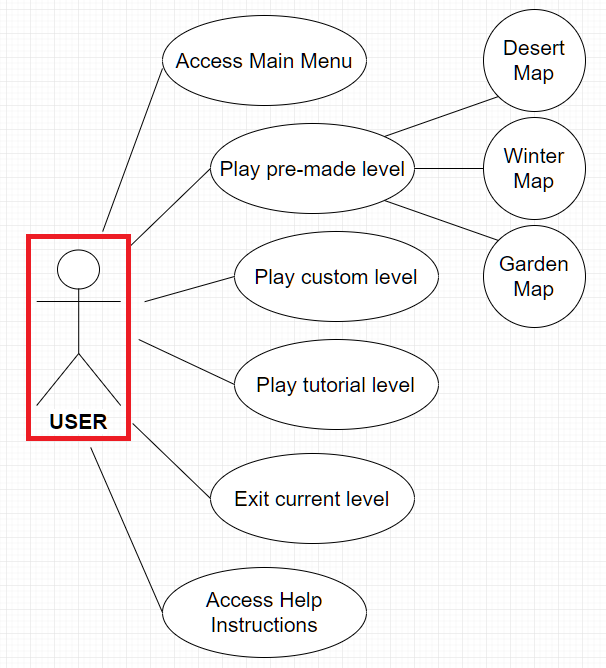 Access Main Menu
Desert
Map
Play pre-made level
Winter
Map
Play custom level
Garden
Map
Play tutorial level
USER
Exit current level
Access Help
Instructions